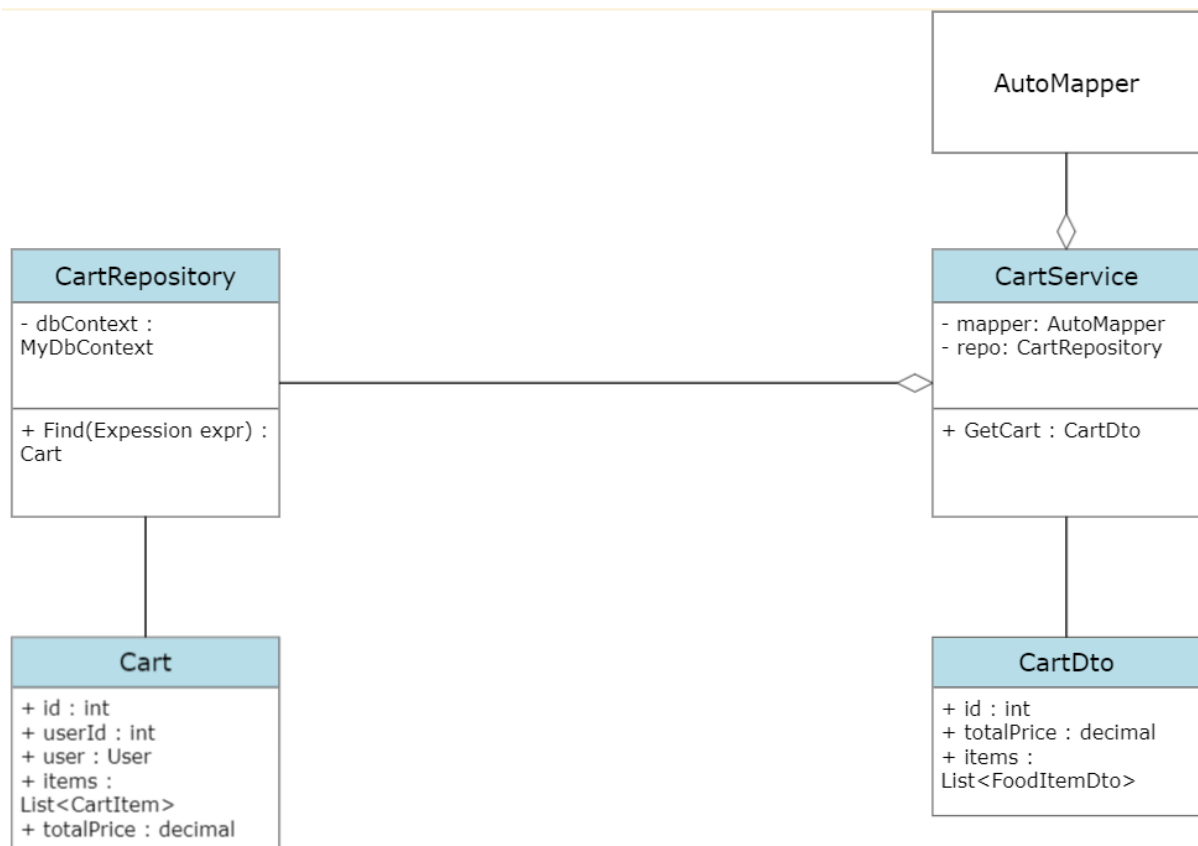 AutoMapper
CartRepository
- dbContext :
MyDbContext
+ Find(Expession expr) :
Cart
CartService
- mapper: AutoMapper
- repo: CartRepository
+ GetCart : CartDto
Cart
+ id : int
+ userId : int
+ user : User
+ items :
List<CartItem>
+ totalPrice : decimal
CartDto
+ id : int
+ totalPrice : decimal
+ items :
List<FoodItemDto>